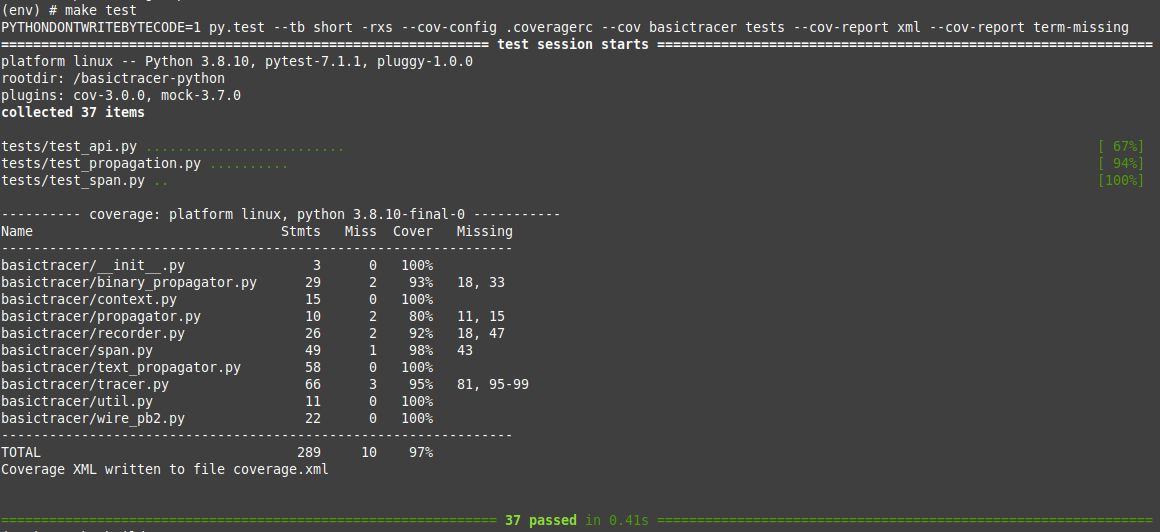 (env) # make test
PYTHONDONTWRITEBYTECODE=1 py.test --tb short -rxs --cov-config .coveragerc --cov basictracer tests --cov-report xml --cov-report term-missing
============================================================= test session starts ==============================================================
platform linux -- Python 3.8.10, pytest-7.1.1, pluggy-1.0.0
rootdir: /basictracer-python
plugins: cov-3.0.0, mock-3.7.0
collected 37 items

tests/test_api.py .........................                                                                                              [ 67%]
tests/test_propagation.py ..........                                                                                                     [ 94%]
tests/test_span.py ..                                                                                                                    [100%]

---------- coverage: platform linux, python 3.8.10-final-0 -----------
Name                               Stmts   Miss  Cover   Missing
----------------------------------------------------------------
basictracer/__init__.py                3      0   100%
basictracer/binary_propagator.py      29      2    93%   18, 33
basictracer/context.py                15      0   100%
basictracer/propagator.py             10      2    80%   11, 15
basictracer/recorder.py               26      2    92%   18, 47
basictracer/span.py                   49      1    98%   43
basictracer/text_propagator.py        58      0   100%
basictracer/tracer.py                 66      3    95%   81, 95-99
basictracer/util.py                   11      0   100%
basictracer/wire_pb2.py               22      0   100%
----------------------------------------------------------------
TOTAL                                289     10    97%
Coverage XML written to file coverage.xml

============================================================== 37 passed in 0.41s ==============================================================